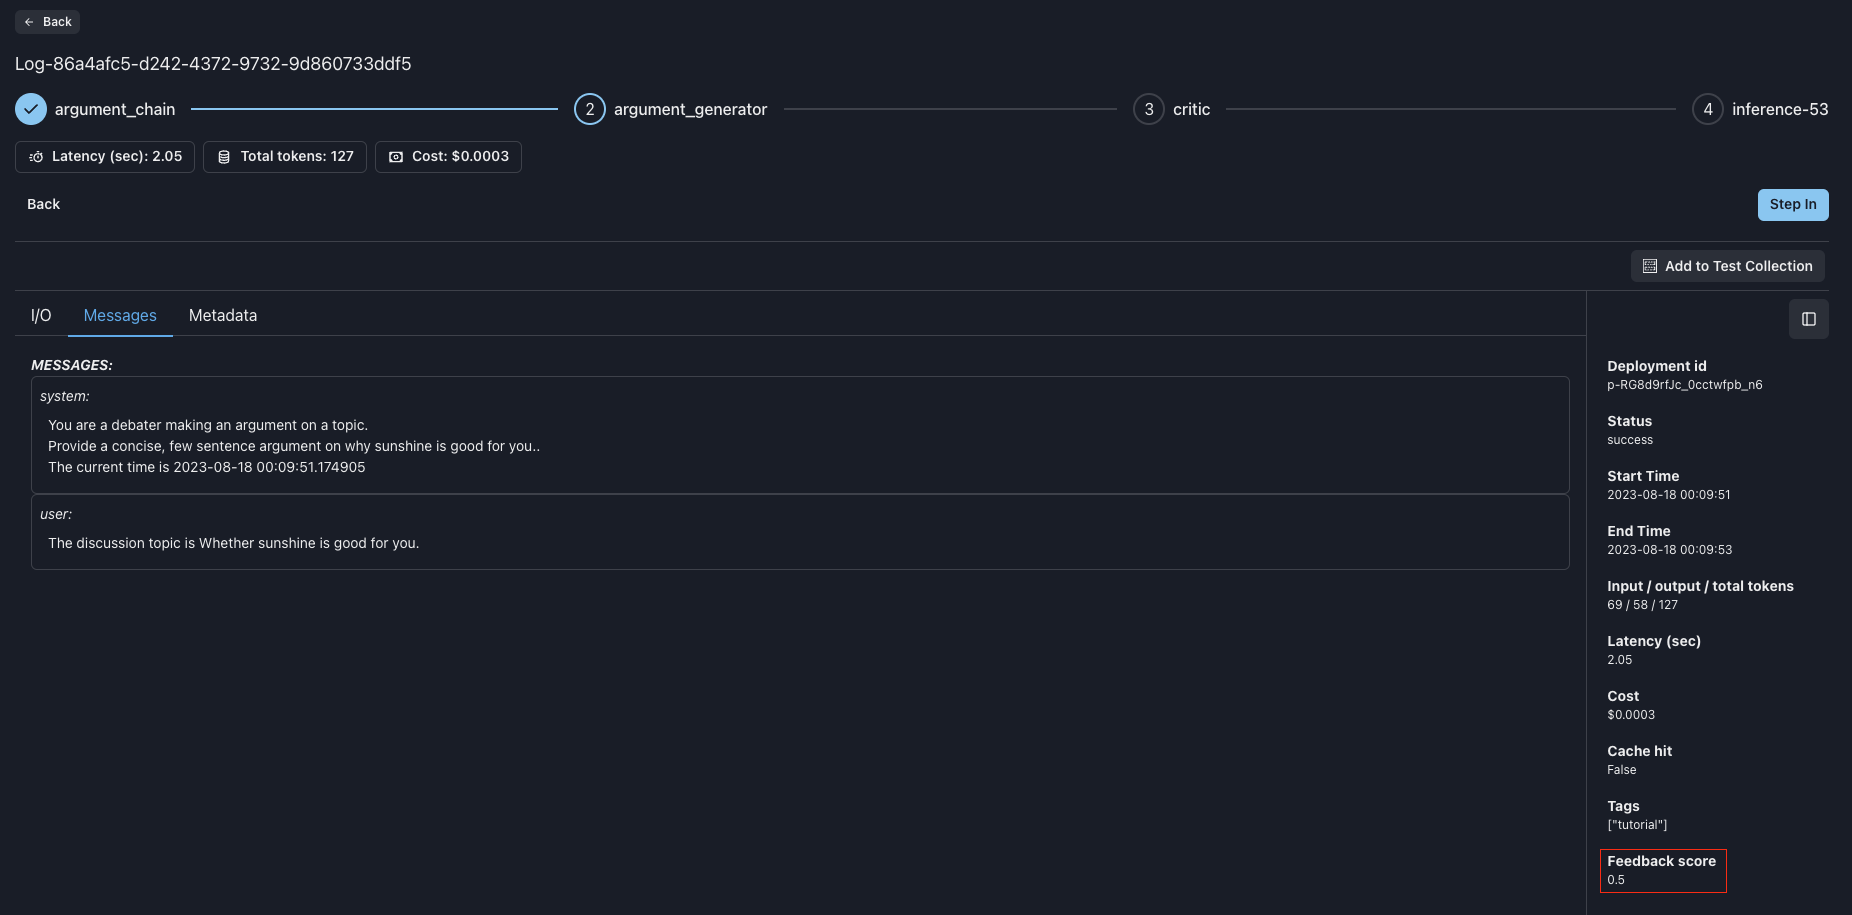 Back
Log-86a4afc5-d242-4372-9732-9d860733ddf5
argument_chain 2 argument_generator 3 critic 4 inference-53
Latency (sec): 2.05 Total tokens: 127 Cost: $0.0003
Back Step In
Add to Test Collection
I/O Messages Metadata
MESSAGES:
system:
You are a debater making an argument on a topic.
Provide a concise, few sentence argument on why sunshine is good for you..
The current time is 2023-08-18 00:09:51.174905
user:
The discussion topic is Whether sunshine is good for you.
Deployment id
p-RG8d9rfJc_0cctwfpb_n6
Status
success
Start Time
2023-08-18 00:09:51
End Time
2023-08-18 00:09:53
Input / output / total tokens
69 / 58 / 127
Latency (sec)
2.05
Cost
$0.0003
Cache hit
False
Tags
["tutorial"]
Feedback score
0.5